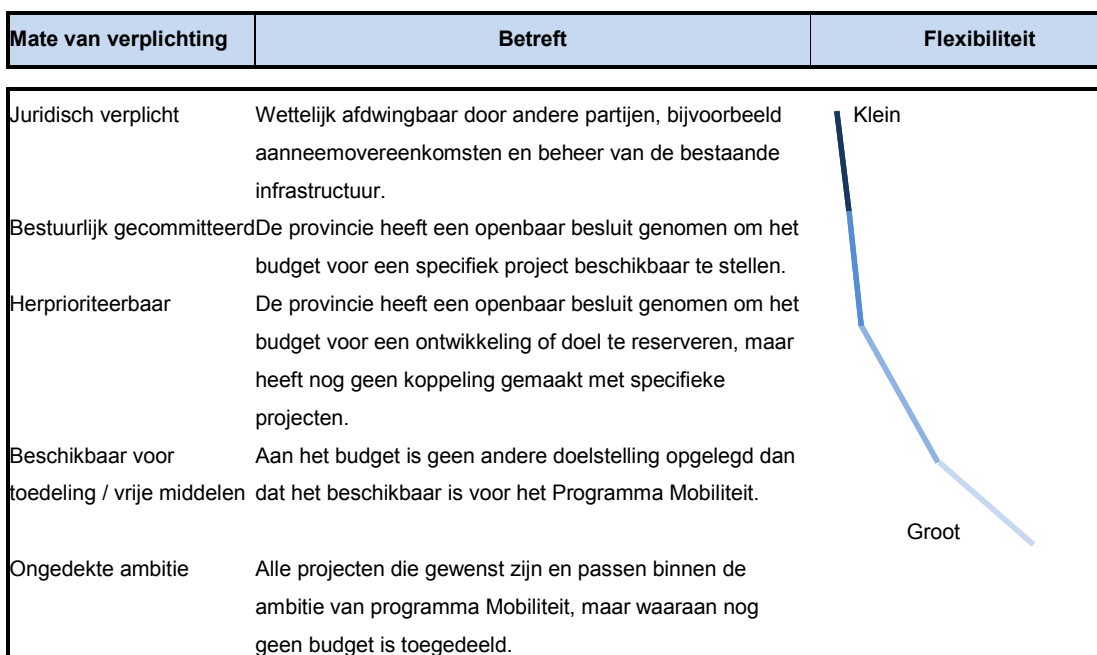 Mate van verplichting Betreft Flexibiliteit
Juridisch verplicht Wettelijk afdwingbaar door andere partijen, bijvoorbeeld Klein
aanneemovereenkomsten en beheer van de bestaande
infrastructuur.
Bestuurlijk gecommitteerd De provincie heeft een openbaar besluit genomen om het
budget voor een specifiek project beschikbaar te stellen.
Herprioriteerbaar De provincie heeft een openbaar besluit genomen om het
budget voor een ontwikkeling of doel te reserveren, maar
heeft nog geen koppeling gemaakt met specifieke
projecten.
Beschikbaar voor Aan het budget is geen andere doelstelling opgelegd dan
toedeling / vrije middelen dat het beschikbaar is voor het Programma Mobiliteit.
Groot
Ongedekte ambitie Alle projecten die gewenst zijn en passen binnen de
ambitie van programma Mobiliteit, maar waaraan nog
geen budget is toegedeeld.